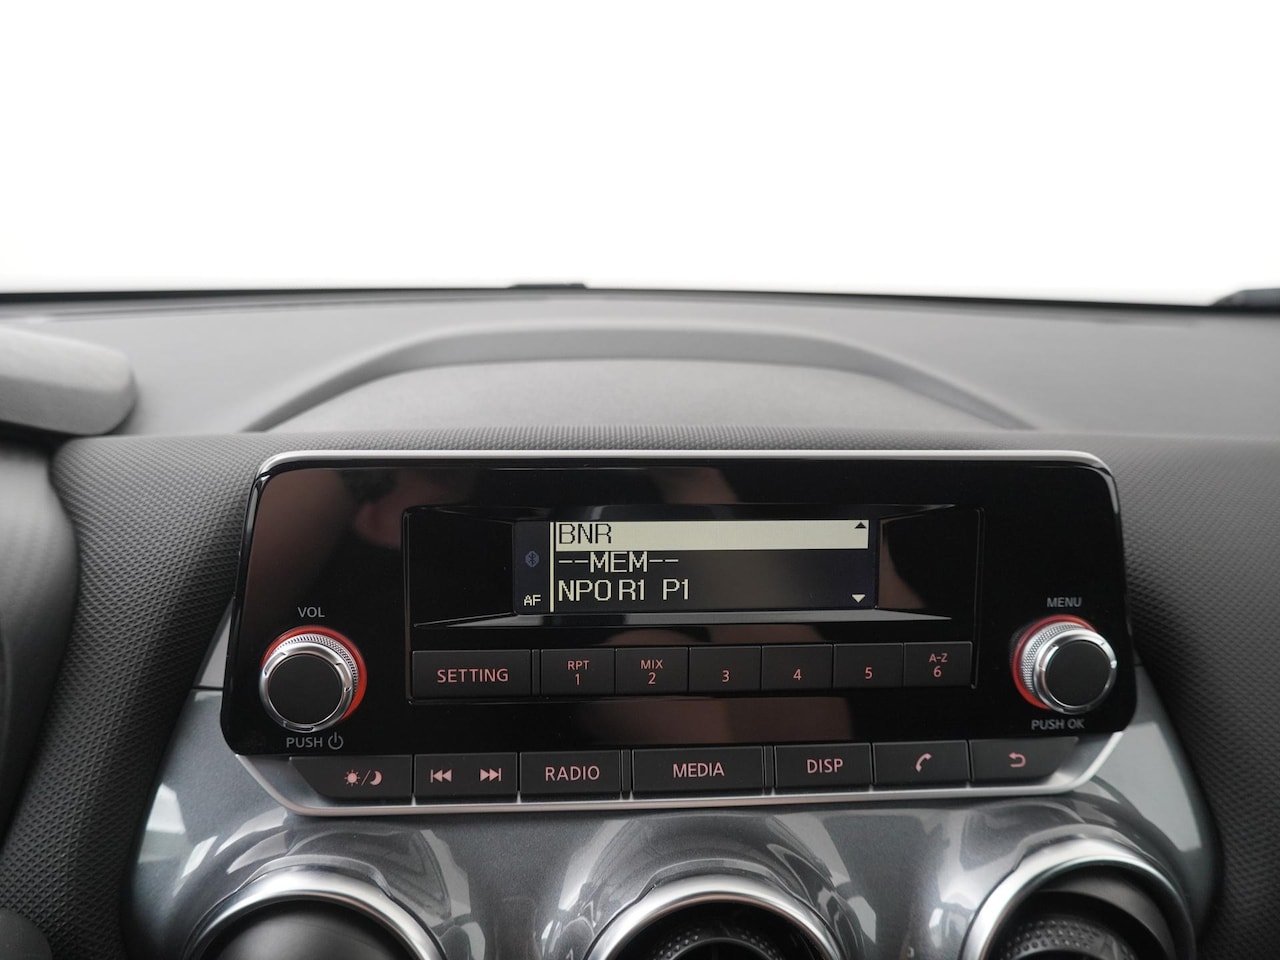 BNR
--MEM--
AF NPO R1 P1
VOL
MENU
SETTING
RPT 1
MIX 2
3
4
5
A-Z 6
PUSH
PUSH OK
RADIO
MEDIA
DISP